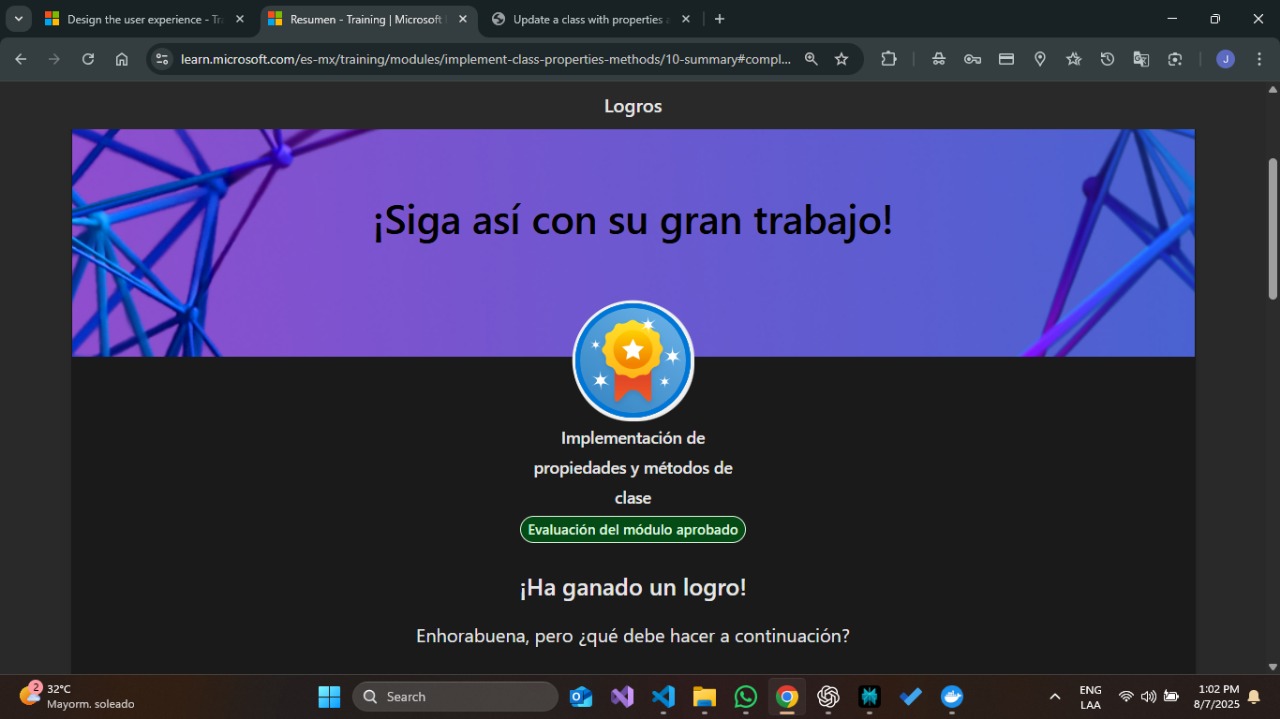 Design the user experience - Tr
Resumen - Training | Microsoft
Update a class with properties
learn.microsoft.com/es-mx/training/modules/implement-class-properties-methods/10-summary#compl...
J
Logros
¡Siga así con su gran trabajo!
Implementación de
propiedades y métodos de
clase
Evaluación del módulo aprobado
¡Ha ganado un logro!
Enhorabuena, pero ¿qué debe hacer a continuación?
2
32°C
Mayorm. soleado
Search
ENG
LAA
1:02 PM
8/7/2025